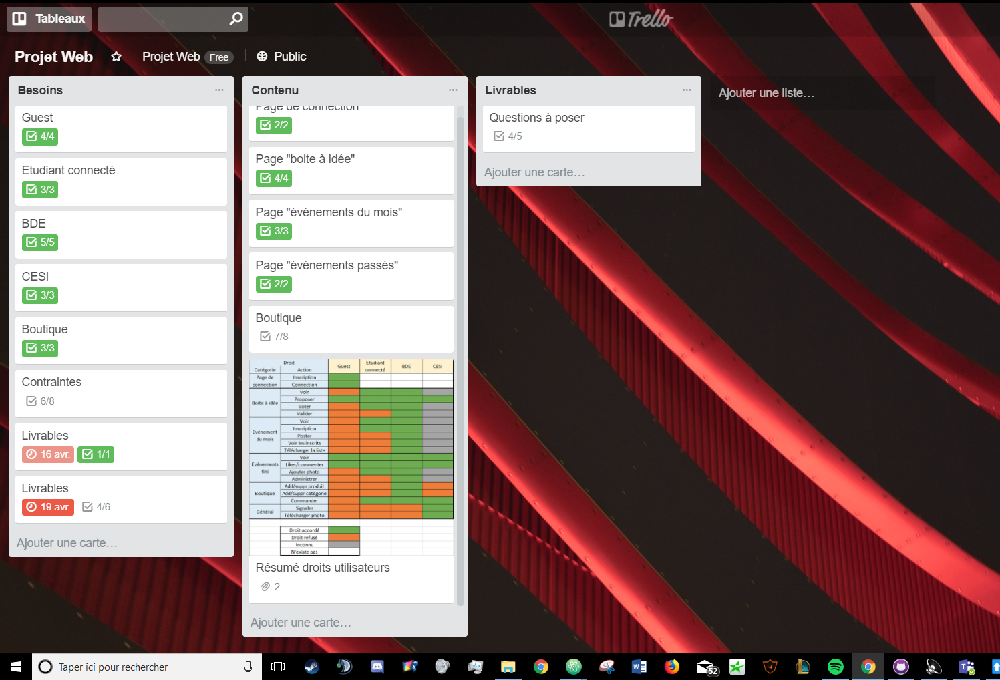 Tableaux
Trello
Projet Web
Projet Web Free
Public
Besoins
Guest
4/4
Etudiant connecté
3/3
BDE
5/5
CESI
3/3
Boutique
3/3
Contraintes
6/8
Livrables
16 avr. 1/1
Livrables
19 avr. 4/6
Ajouter une carte…
Contenu
Page de connection
2/2
Page "boite à idée"
4/4
Page "événements du mois"
3/3
Page "événements passés"
2/2
Boutique
7/8
Droit
Catégorie Action Guest Etudiant connecté BDE CESI
Page de connection
Inscription
Connection
Boite à idée
Voir
Proposer
Voter
Valider
Evénement du mois
Voir
Inscription
Poster
Voir les inscrits
Télécharger la liste
Evénements fini
Voir
Liker/commenter
Ajouter photo
Administrer
Boutique
Add/suppr produit
Add/suppr catégorie
Commander
Général
Signaler
Télécharger photo
Droit accordé
Droit refusé
Inconnu
N'existe pas
Résumé droits utilisateurs
2
Ajouter une carte…
Livrables
Questions à poser
4/5
Ajouter une carte…
Ajouter une liste…
Taper ici pour rechercher
52